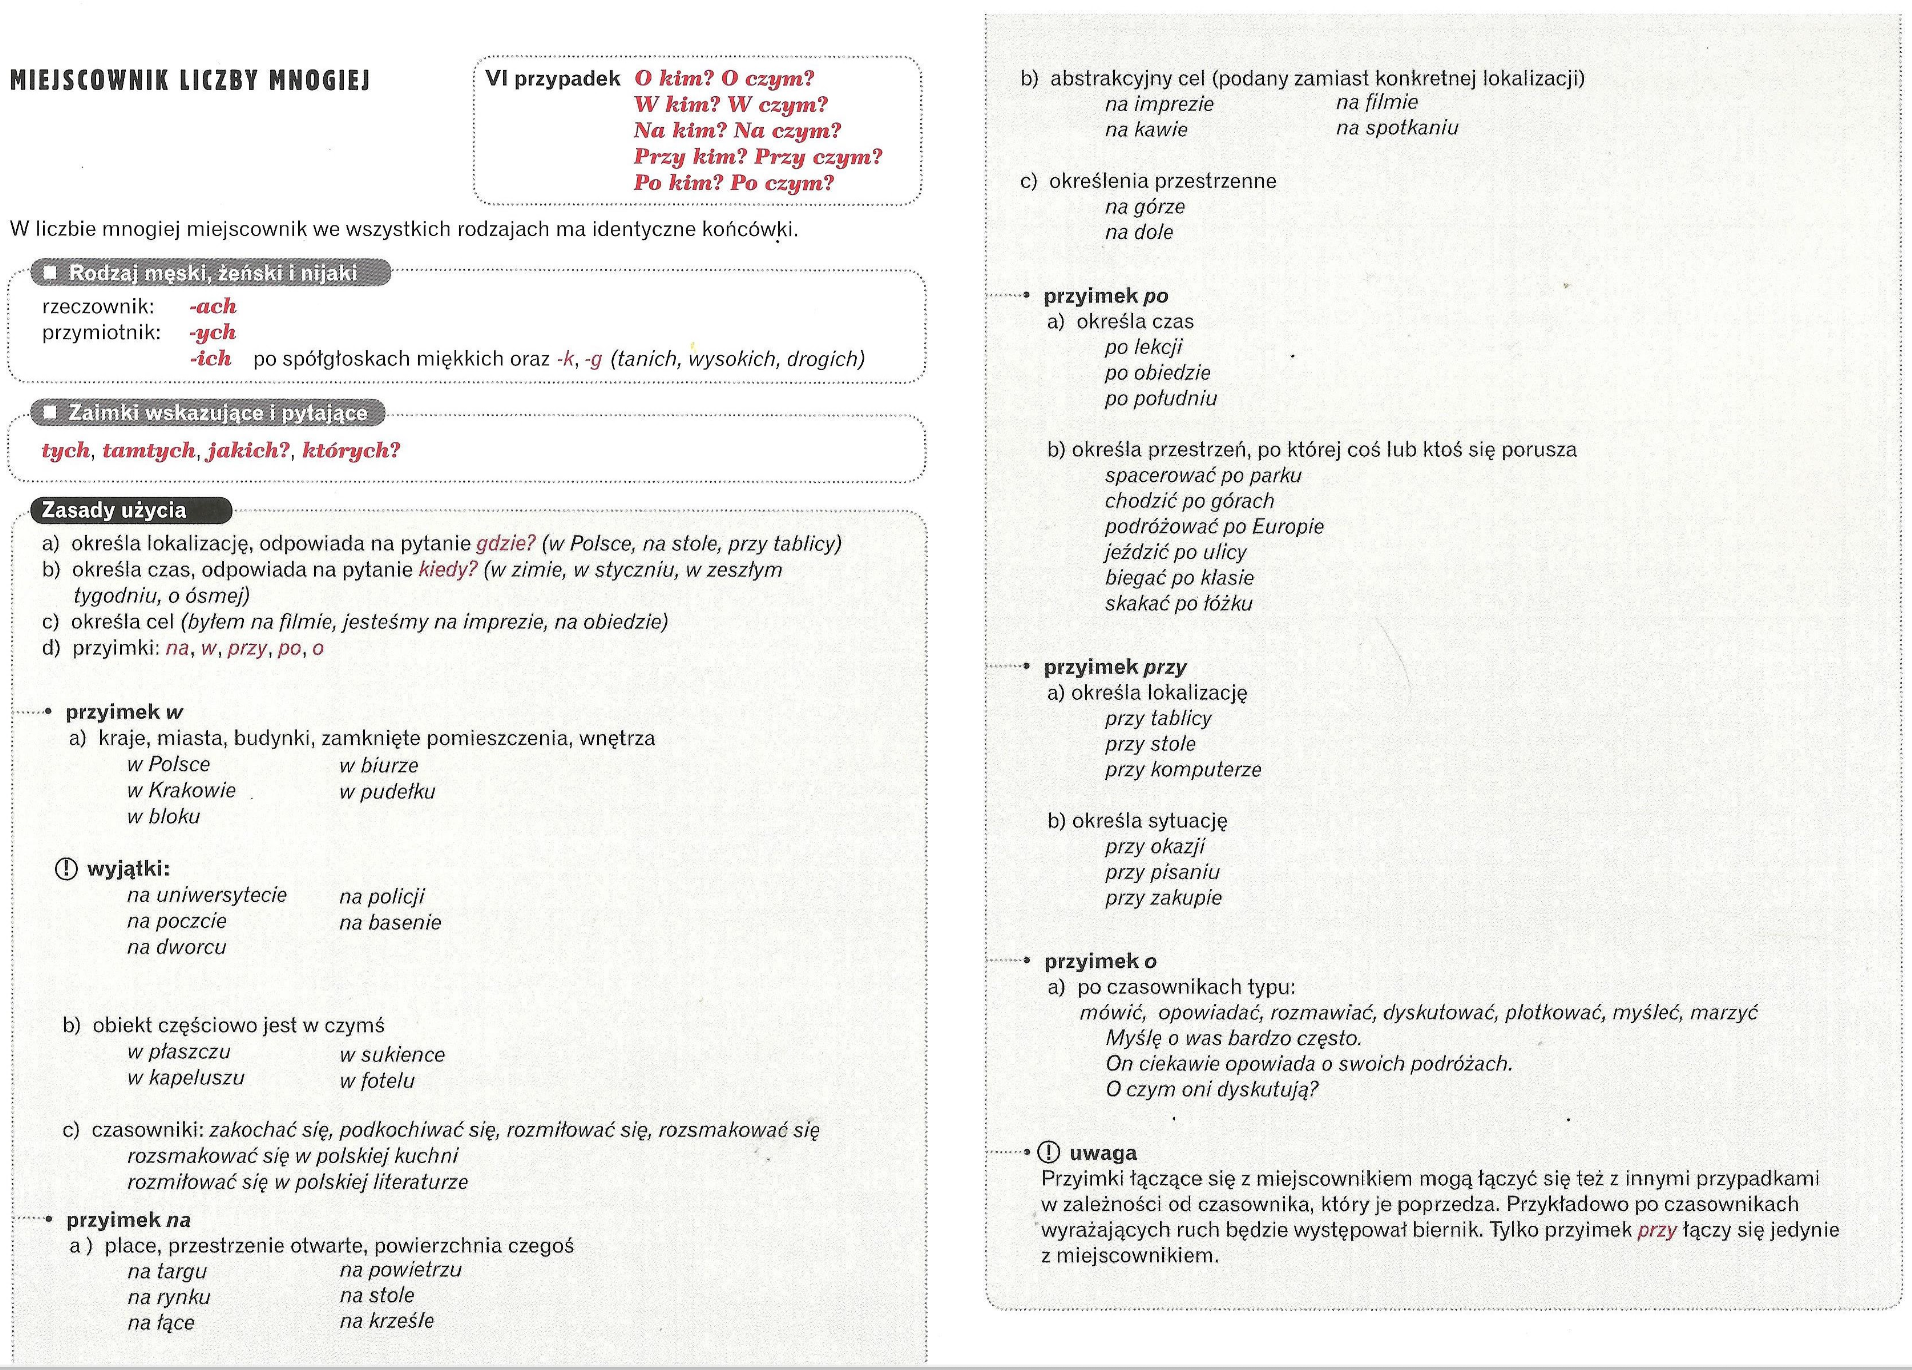 MIEJSCOWNIK LICZBY MNOGIEJ
VI przypadek O kim? O czym?
W kim? W czym?
Na kim? Na czym?
Przy kim? Przy czym?
Po kim? Po czym?
W liczbie mnogiej miejscownik we wszystkich rodzajach ma identyczne końcówki.
■ Rodzaj męski, żeński i nijaki
rzeczownik: -ach
przymiotnik: -ych
-ich po spółgłoskach miękkich oraz -k, -g (tanich, wysokich, drogich)
■ Zaimki wskazujące i pytające
tych, tamtych, jakich?, których?
Zasady użycia
a) określa lokalizację, odpowiada na pytanie gdzie? (w Polsce, na stole, przy tablicy)
b) określa czas, odpowiada na pytanie kiedy? (w zimie, w styczniu, w zeszłym
tygodniu, o ósmej)
c) określa cel (byłem na filmie, jesteśmy na imprezie, na obiedzie)
d) przyimki: na, w, przy, po, o
• przyimek w
a) kraje, miasta, budynki, zamknięte pomieszczenia, wnętrza
w Polsce w biurze
w Krakowie w pudełku
w bloku
! wyjątki:
na uniwersytecie na policji
na poczcie na basenie
na dworcu
b) obiekt częściowo jest w czymś
w płaszczu w sukience
w kapeluszu w fotelu
c) czasowniki: zakochać się, podkochiwać się, rozmiłować się, rozsmakować się
rozsmakować się w polskiej kuchni
rozmiłować się w polskiej literaturze
• przyimek na
a ) place, przestrzenie otwarte, powierzchnia czegoś
na targu na powietrzu
na rynku na stole
na łące na krześle
b) abstrakcyjny cel (podany zamiast konkretnej lokalizacji)
na imprezie na filmie
na kawie na spotkaniu
c) określenia przestrzenne
na górze
na dole
• przyimek po
a) określa czas
po lekcji
po obiedzie
po południu
b) określa przestrzeń, po której coś lub ktoś się porusza
spacerować po parku
chodzić po górach
podróżować po Europie
jeździć po ulicy
biegać po klasie
skakać po łóżku
• przyimek przy
a) określa lokalizację
przy tablicy
przy stole
przy komputerze
b) określa sytuację
przy okazji
przy pisaniu
przy zakupie
• przyimek o
a) po czasownikach typu:
mówić, opowiadać, rozmawiać, dyskutować, plotkować, myśleć, marzyć
Myślę o was bardzo często.
On ciekawie opowiada o swoich podróżach.
O czym oni dyskutują?
• ! uwaga
Przyimki łączące się z miejscownikiem mogą łączyć się też z innymi przypadkami
w zależności od czasownika, który je poprzedza. Przykładowo po czasownikach
wyrażających ruch będzie występował biernik. Tylko przyimek przy łączy się jedynie
z miejscownikiem.